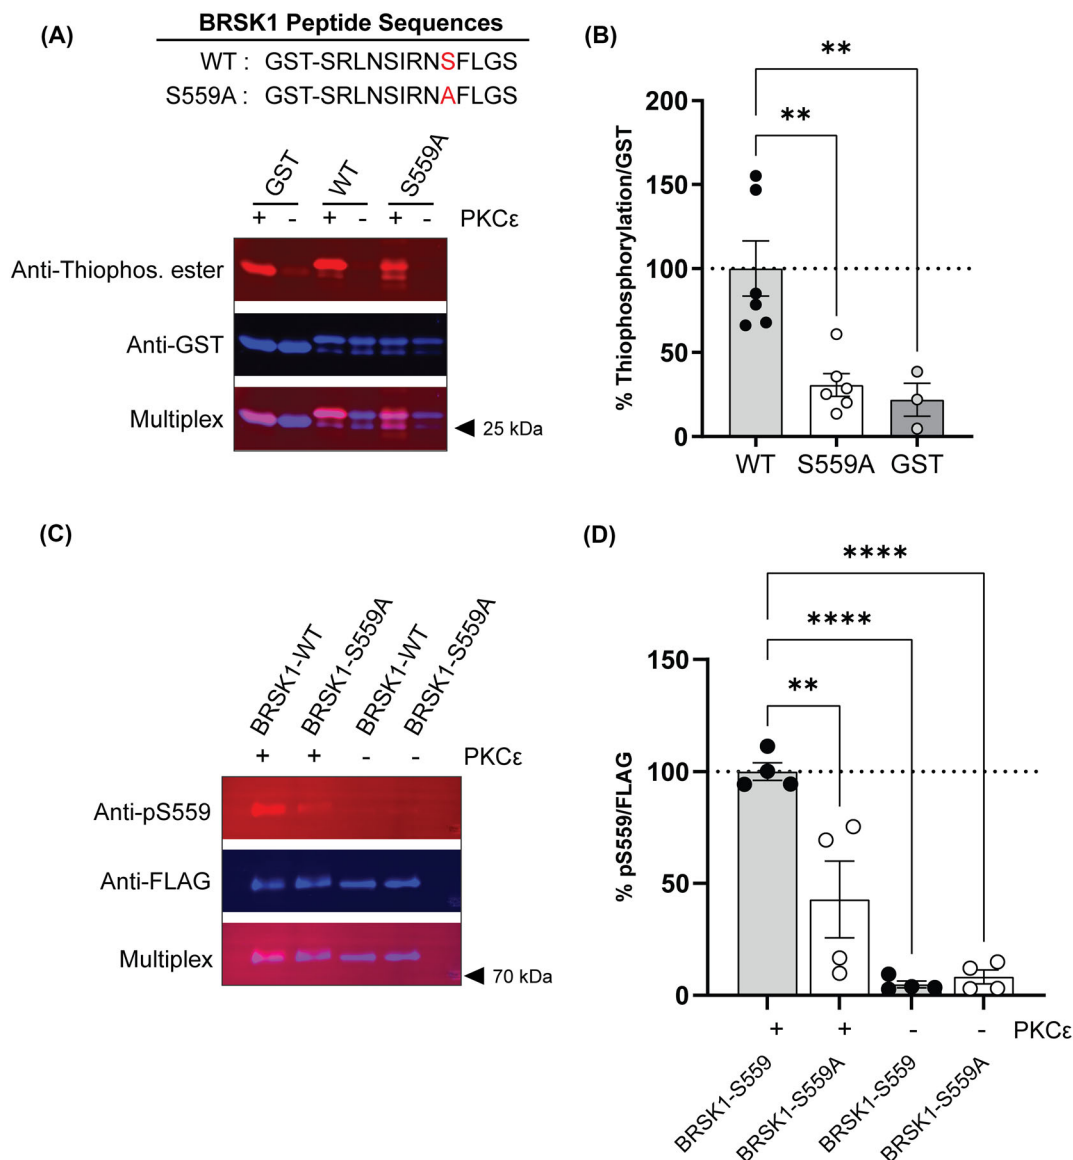 (A)
BRSK1 Peptide Sequences
WT : GST-SRLNSIRNSFLGS
S559A : GST-SRLNSIRNAFLGS
GST WT S559A
+ - + - + - PKCε
Anti-Thiophos. ester
Anti-GST
Multiplex
25 kDa
(B)
**
**
% Thiophosphorylation/GST
200
150
100
50
0
WT S559A GST
(C)
BRSK1-WT BRSK1-S559A BRSK1-WT BRSK1-S559A
+ + - - PKCε
Anti-pS559
Anti-FLAG
Multiplex
70 kDa
(D)
****
****
**
% pS559/FLAG
150
100
50
0
+ + - - PKCε
BRSK1-S559 BRSK1-S559A BRSK1-S559 BRSK1-S559A